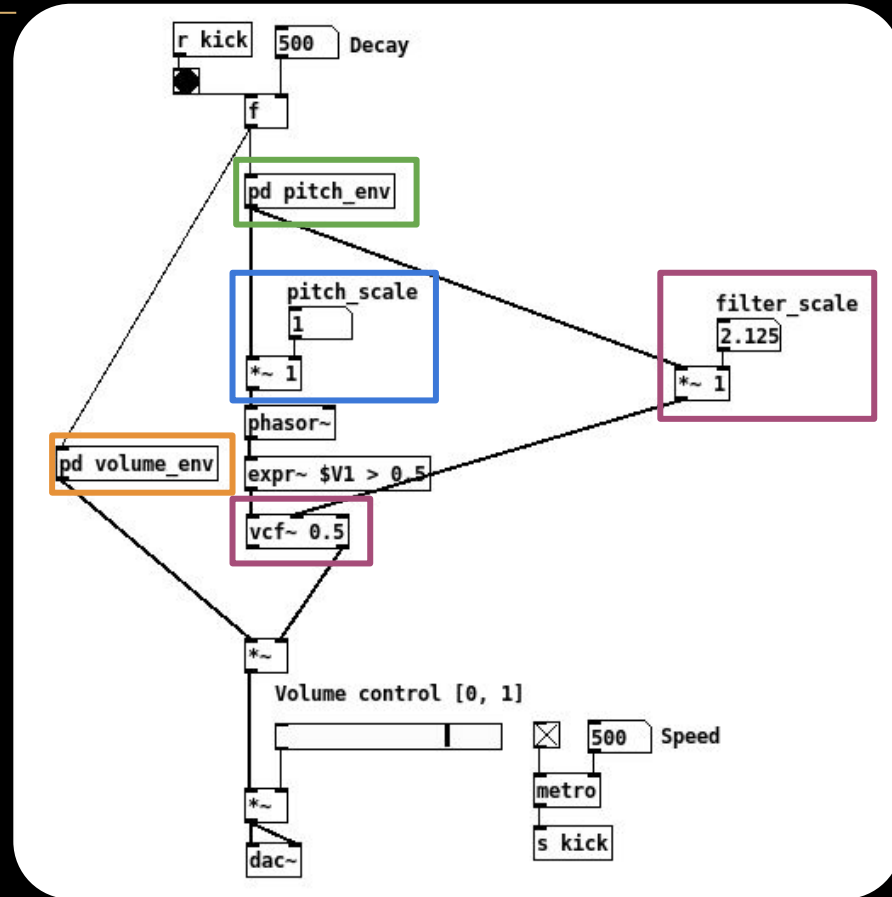 r kick
500 Decay
f
pd pitch_env
pitch_scale
1
*~ 1
filter_scale
2.125
*~ 1
phasor~
pd volume_env
expr~ $V1 > 0.5
vcf~ 0.5
*~
Volume control [0, 1]
500 Speed
metro
*~
s kick
dac~